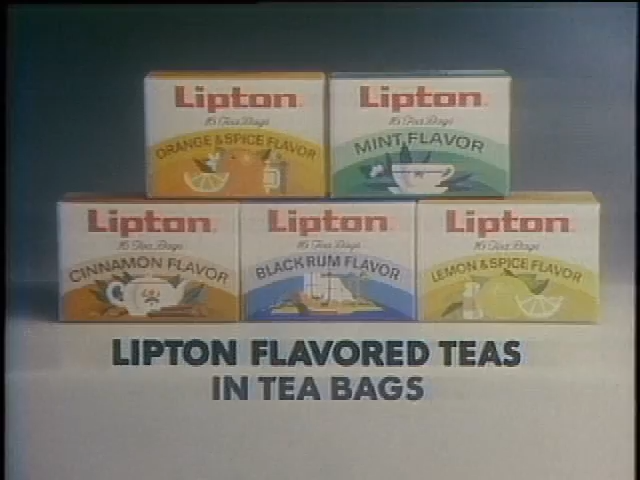 Lipton
16 Tea Bags
ORANGE & SPICE FLAVOR
Lipton
16 Tea Bags
MINT FLAVOR
Lipton
16 Tea Bags
CINNAMON FLAVOR
Lipton
16 Tea Bags
BLACK RUM FLAVOR
Lipton
16 Tea Bags
LEMON & SPICE FLAVOR
LIPTON FLAVORED TEAS
IN TEA BAGS